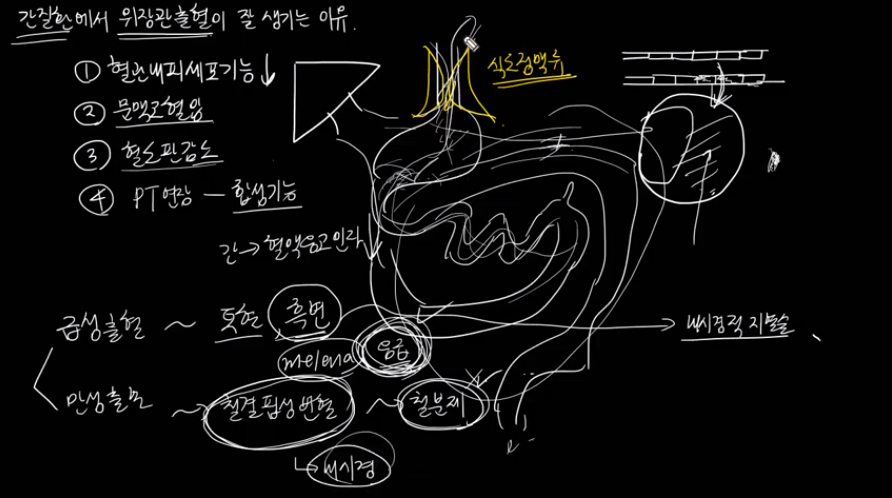 간질환에서 위장관출혈이 잘 생기는 이유.
① 혈관내피세포기능↓
② 문맥고혈압
③ 혈소판감소
④ PT연장 — 합성기능
간→혈액응고인자
식도정맥류
급성출혈 ~ 토혈 흑변
melena 응급
→ 내시경적 지혈술
만성출혈 ~ 철결핍성빈혈 ~ 철분제
↳ 내시경